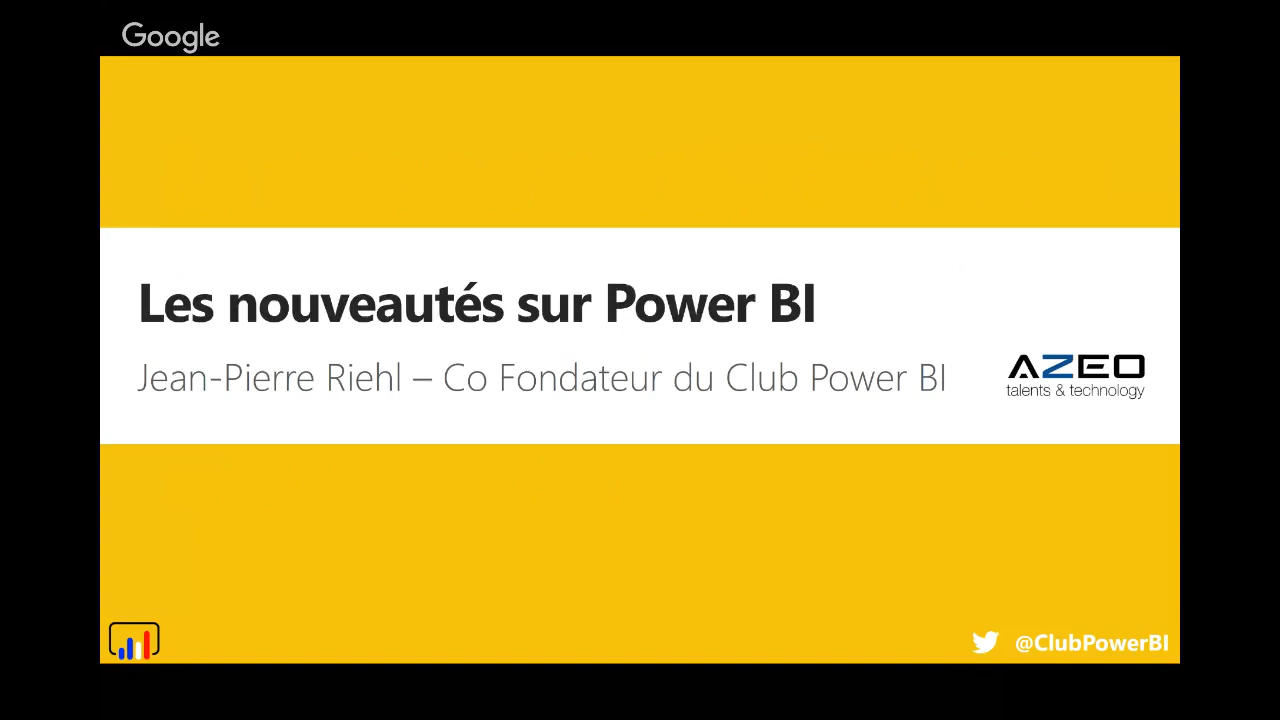 Google
Les nouveautés sur Power BI
Jean-Pierre Riehl – Co Fondateur du Club Power BI
AZEO
talents & technology
@ClubPowerBI